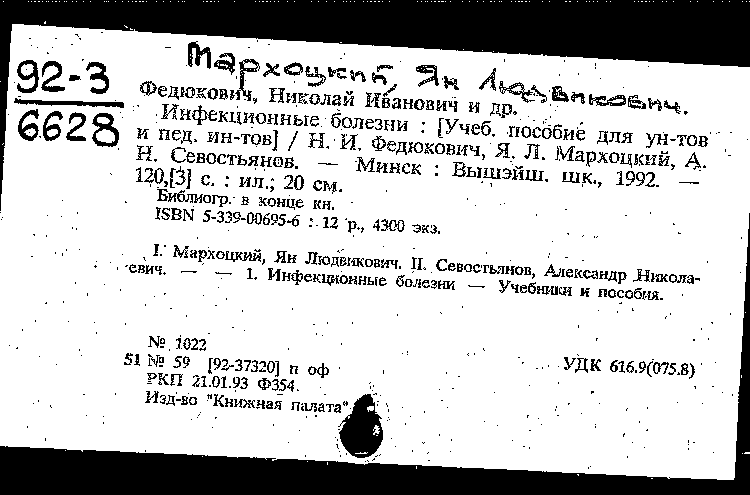 Мархоцкий, Ян Людвикович.
92-3
6628
Федюкович, Николай Иванович и др.
Инфекционные болезни : [Учеб. пособие для ун-тов
и пед. ин-тов] / Н. И. Федюкович, Я. Л. Мархоцкий, А.
Н. Севостьянов. — Минск : Вышэйш. шк., 1992. —
120,[3] с. : ил.; 20 см.
Библиогр. в конце кн.
ISBN 5-339-00695-6 : 12 р., 4300 экз.
I. Мархоцкий, Ян Людвикович. II. Севостьянов, Александр Никола-
евич. — — 1. Инфекционные болезни — Учебники и пособия.
№ 1022
51 № 59 [92-37320] п оф
УДК 616.9(075.8)
РКП 21.01.93 Ф354.
Изд-во "Книжная палата"